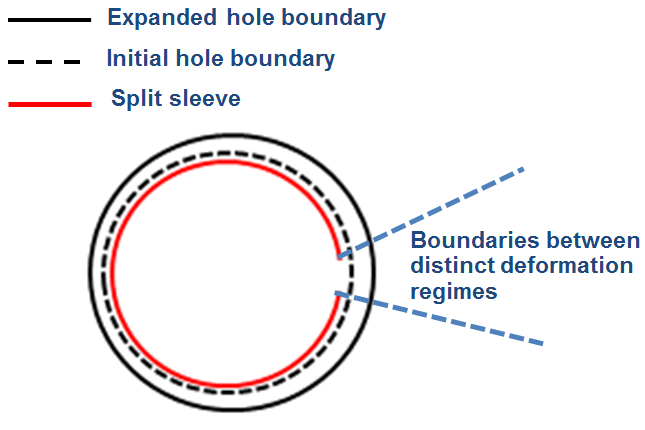 Expanded hole boundary
Initial hole boundary
Split sleeve
Boundaries between
distinct deformation
regimes